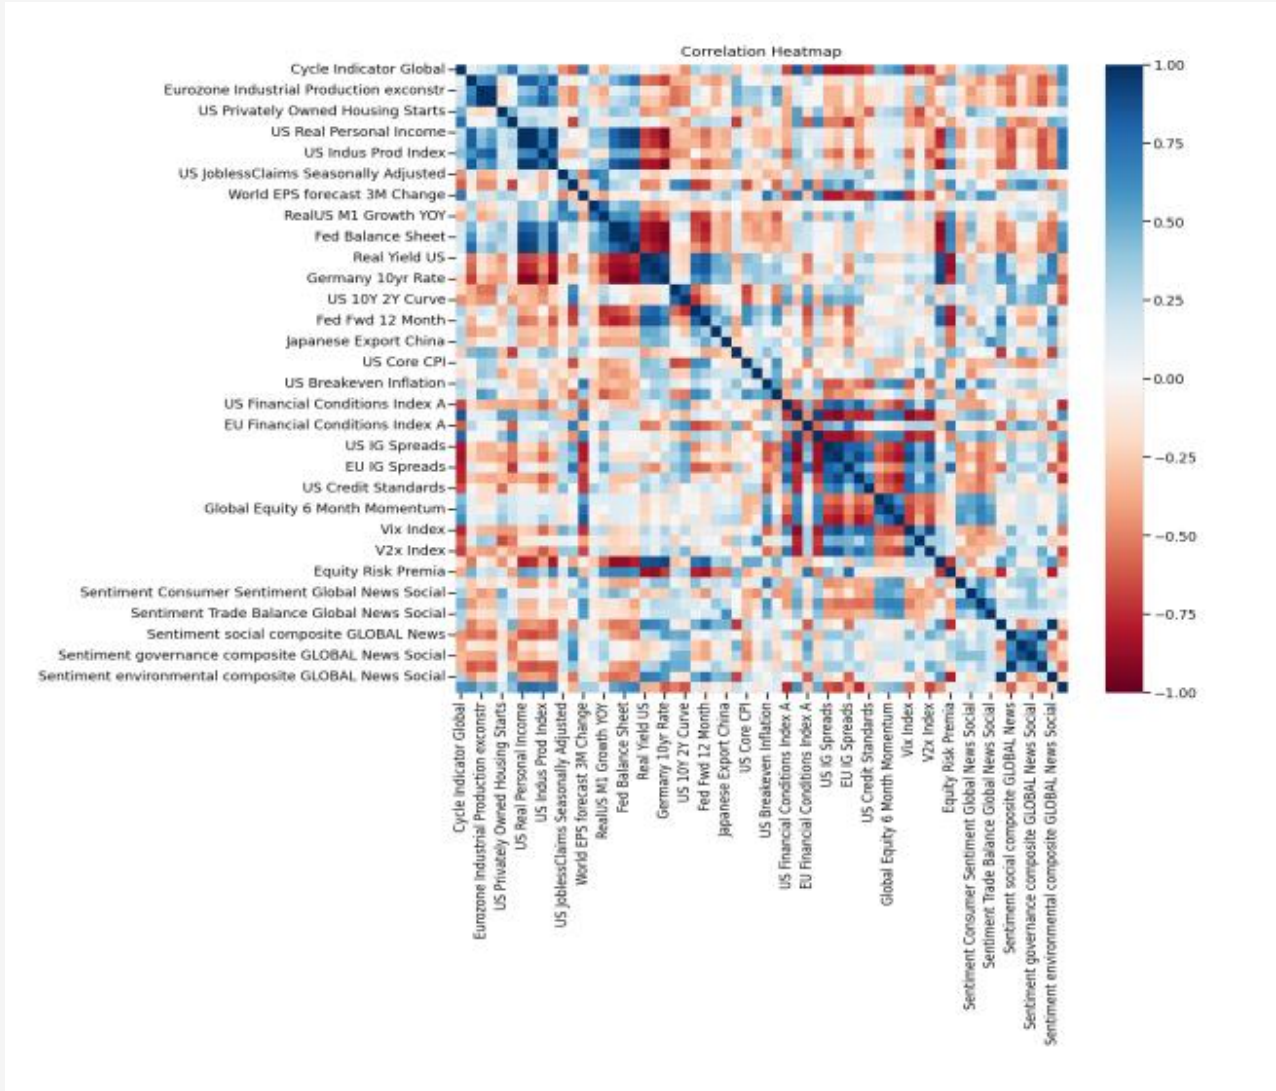 Correlation Heatmap
Cycle Indicator Global
Eurozone Industrial Production exconstr
US Privately Owned Housing Starts
US Real Personal Income
US Indus Prod Index
US JoblessClaims Seasonally Adjusted
World EPS forecast 3M Change
RealUS M1 Growth YOY
Fed Balance Sheet
Real Yield US
Germany 10yr Rate
US 10Y 2Y Curve
Fed Fwd 12 Month
Japanese Export China
US Core CPI
US Breakeven Inflation
US Financial Conditions Index A
EU Financial Conditions Index A
US IG Spreads
EU IG Spreads
US Credit Standards
Global Equity 6 Month Momentum
Vix Index
V2x Index
Equity Risk Premia
Sentiment Consumer Sentiment Global News Social
Sentiment Trade Balance Global News Social
Sentiment social composite GLOBAL News
Sentiment governance composite GLOBAL News Social
Sentiment environmental composite GLOBAL News Social
1.00
0.75
0.50
0.25
0.00
−0.25
−0.50
−0.75
−1.00
Cycle Indicator Global
Eurozone Industrial Production exconstr
US Privately Owned Housing Starts
US Real Personal Income
US Indus Prod Index
US JoblessClaims Seasonally Adjusted
World EPS forecast 3M Change
RealUS M1 Growth YOY
Fed Balance Sheet
Real Yield US
Germany 10yr Rate
US 10Y 2Y Curve
Fed Fwd 12 Month
Japanese Export China
US Core CPI
US Breakeven Inflation
US Financial Conditions Index A
EU Financial Conditions Index A
US IG Spreads
EU IG Spreads
US Credit Standards
Global Equity 6 Month Momentum
Vix Index
V2x Index
Equity Risk Premia
Sentiment Consumer Sentiment Global News Social
Sentiment Trade Balance Global News Social
Sentiment social composite GLOBAL News
Sentiment governance composite GLOBAL News Social
Sentiment environmental composite GLOBAL News Social